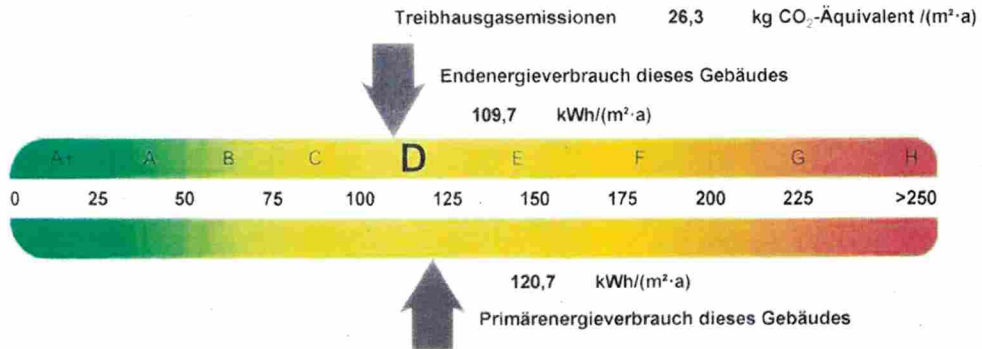 Treibhausgasemissionen 26,3 kg CO₂-Äquivalent /(m²·a)
Endenergieverbrauch dieses Gebäudes
109,7 kWh/(m²·a)
A+ A B C D E F G H
0 25 50 75 100 125 150 175 200 225 >250
120,7 kWh/(m²·a)
Primärenergieverbrauch dieses Gebäudes